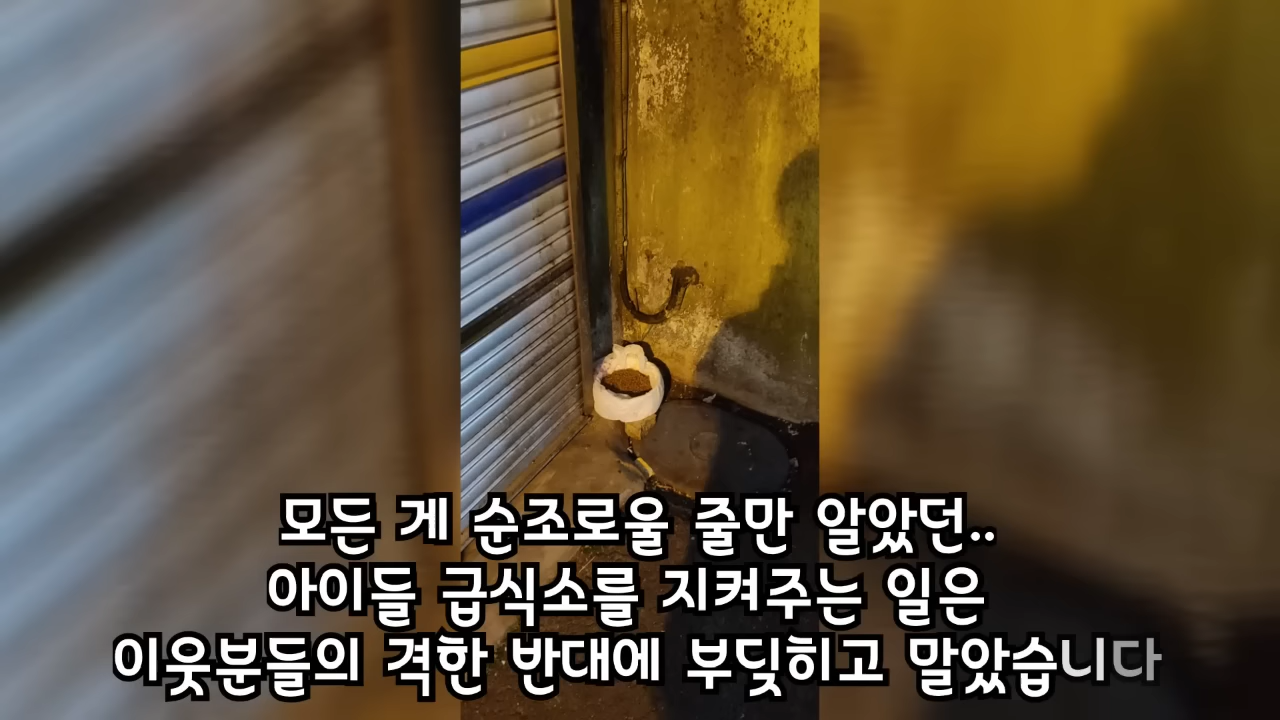 모든 게 순조로울 줄만 알았던..
아이들 급식소를 지켜주는 일은
이웃분들의 격한 반대에 부딪히고 말았습니다